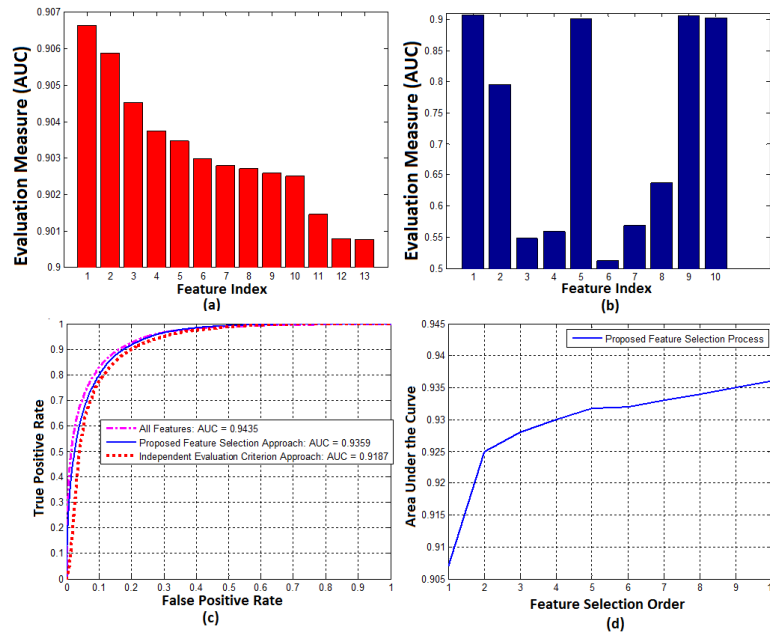 0.907
0.906
0.905
0.904
0.903
0.902
0.901
0.9
Evaluation Measure (AUC)
1 2 3 4 5 6 7 8 9 10 11 12 13
Feature Index
(a)
0.9
0.85
0.8
0.75
0.7
0.65
0.6
0.55
0.5
Evaluation Measure (AUC)
1 2 3 4 5 6 7 8 9 10
Feature Index
(b)
1
0.9
0.8
0.7
0.6
0.5
0.4
0.3
0.2
0.1
0
True Positive Rate
All Features: AUC = 0.9435
Proposed Feature Selection Approach: AUC = 0.9359
Independent Evaluation Criterion Approach: AUC = 0.9187
0 0.1 0.2 0.3 0.4 0.5 0.6 0.7 0.8 0.9 1
False Positive Rate
(c)
0.945
0.94
0.935
0.93
0.925
0.92
0.915
0.91
0.905
Area Under the Curve
Proposed Feature Selection Process
1 2 3 4 5 6 7 8 9 1
Feature Selection Order
(d)